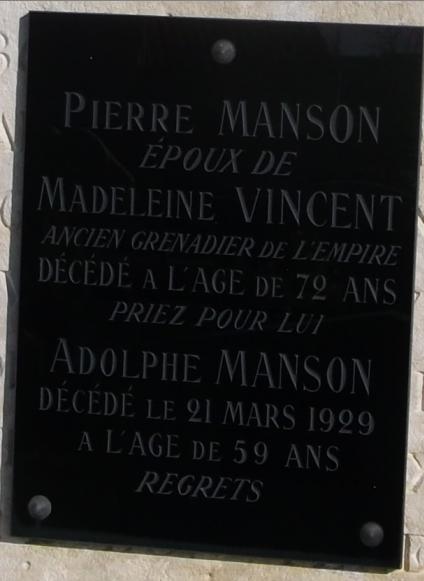 PIERRE MANSON
ÉPOUX DE
MADELEINE VINCENT
ANCIEN GRENADIER DE L'EMPIRE
DÉCÉDÉ A L'AGE DE 72 ANS
PRIEZ POUR LUI
ADOLPHE MANSON
DÉCÉDÉ LE 21 MARS 1929
A L'AGE DE 59 ANS
REGRETS